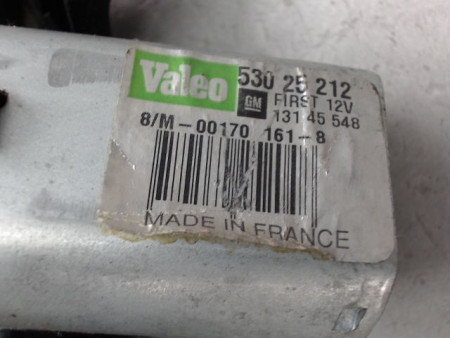 Valeo 530 25 212
GM FIRST 12V
131 45 548
8/M-00170 161-8
MADE IN FRANCE